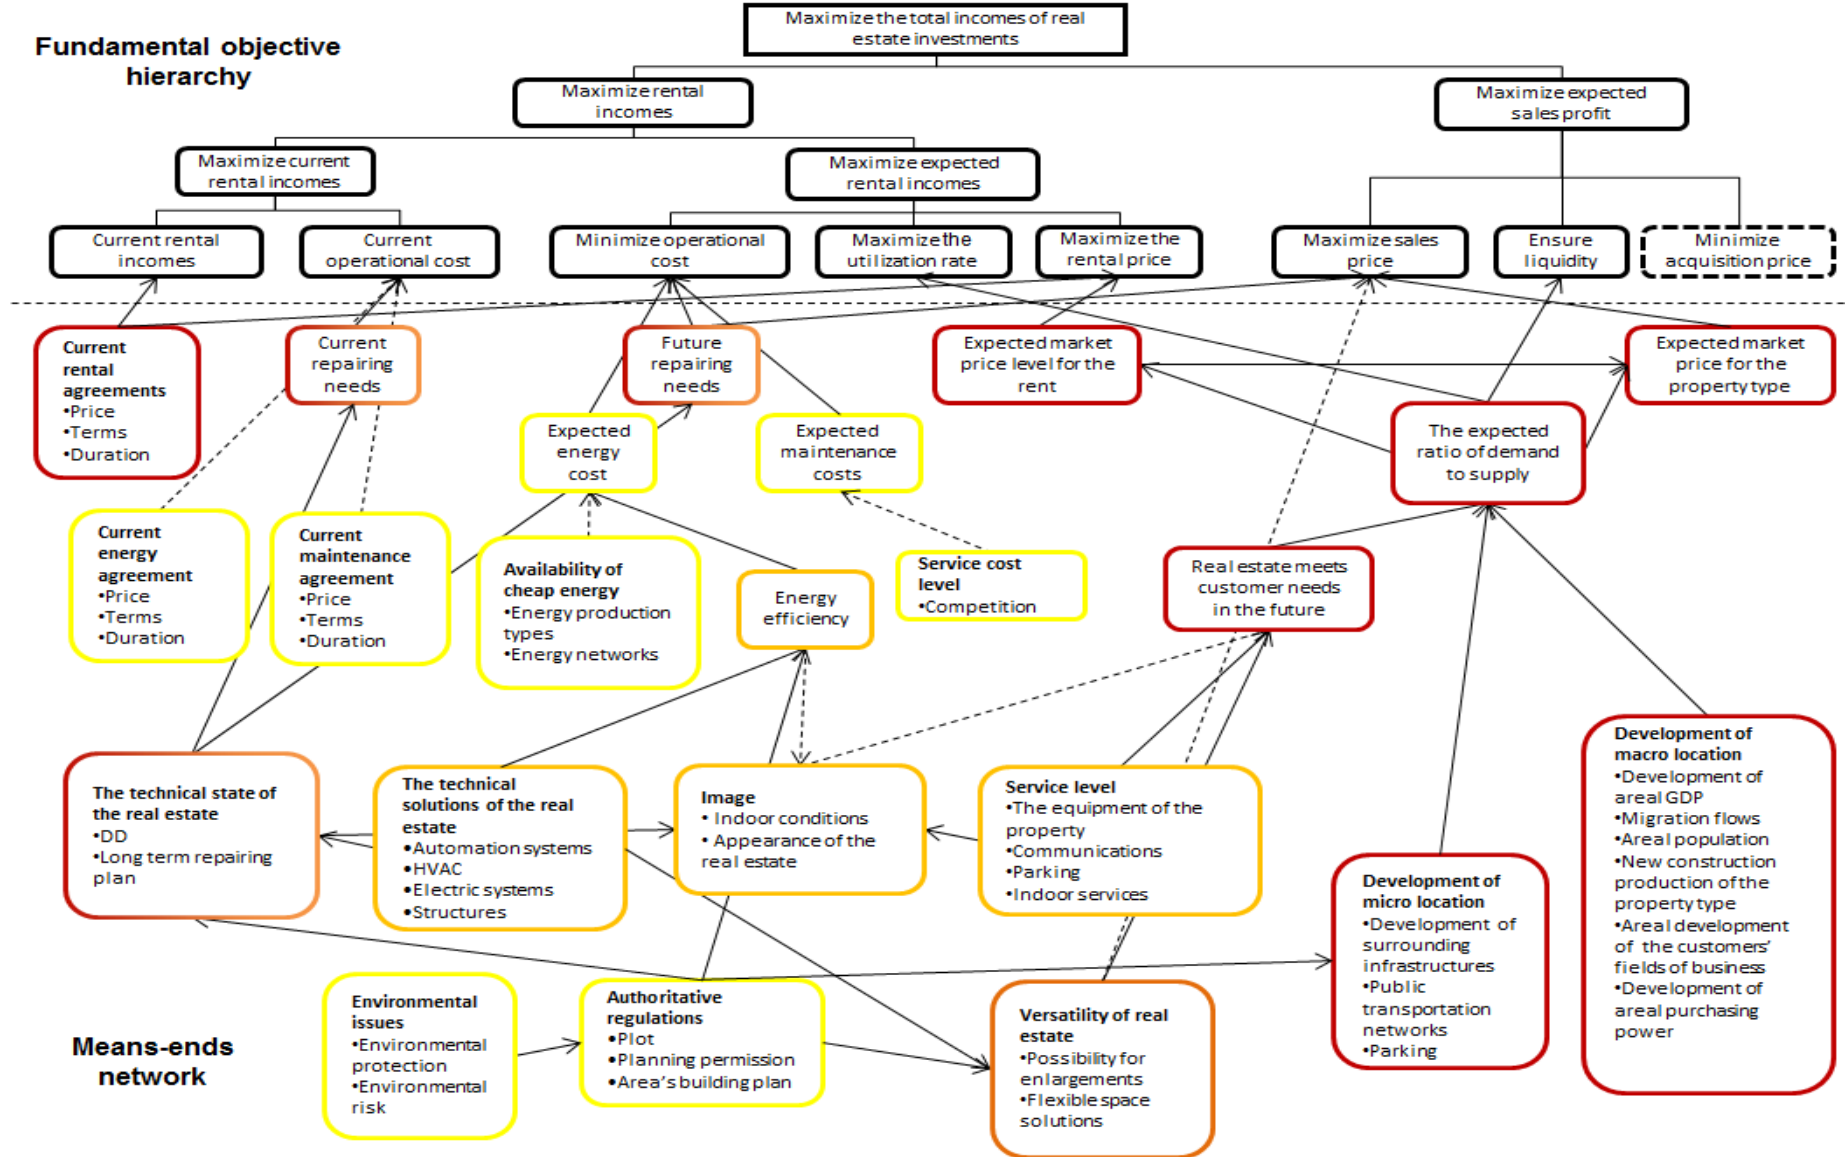 Maximize the total incomes of real
estate investments
Fundamental objective
hierarchy
Maximize rental
incomes
Maximize expected
sales profit
Maximize current
rental incomes
Maximize expected
rental incomes
Current rental
incomes
Current
operational cost
Minimize operational
cost
Maximize the
utilization rate
Maximize the
rental price
Maximize sales
price
Ensure
liquidity
Minimize
acquisition price
Current
rental
agreements
•Price
•Terms
•Duration
Current
repairing
needs
Future
repairing
needs
Expected market
price level for the
rent
Expected market
price for the
property type
Expected
energy
cost
Expected
maintenance
costs
The expected
ratio of demand
to supply
Current
energy
agreement
•Price
•Terms
•Duration
Current
maintenance
agreement
•Price
•Terms
•Duration
Availability of
cheap energy
•Energy production
types
•Energy networks
Energy
efficiency
Service cost
level
•Competition
Real estate meets
customer needs
in the future
The technical state of
the real estate
•DD
•Long term repairing
plan
The technical
solutions of the real
estate
•Automation systems
•HVAC
•Electric systems
•Structures
Image
• Indoor conditions
• Appearance of the
real estate
Service level
•The equipment of the
property
•Communications
•Parking
•Indoor services
Development of
micro location
•Development of
surrounding
infrastructures
•Public
transportation
networks
•Parking
Development of
macro location
•Development of
areal GDP
•Migration flows
•Areal population
•New construction
production of the
property type
•Areal development
of the customers’
fields of business
•Development of
areal purchasing
power
Means-ends
network
Environmental
issues
•Environmental
protection
•Environmental
risk
Authoritative
regulations
•Plot
•Planning permission
•Area’s building plan
Versatility of real
estate
•Possibility for
enlargements
•Flexible space
solutions